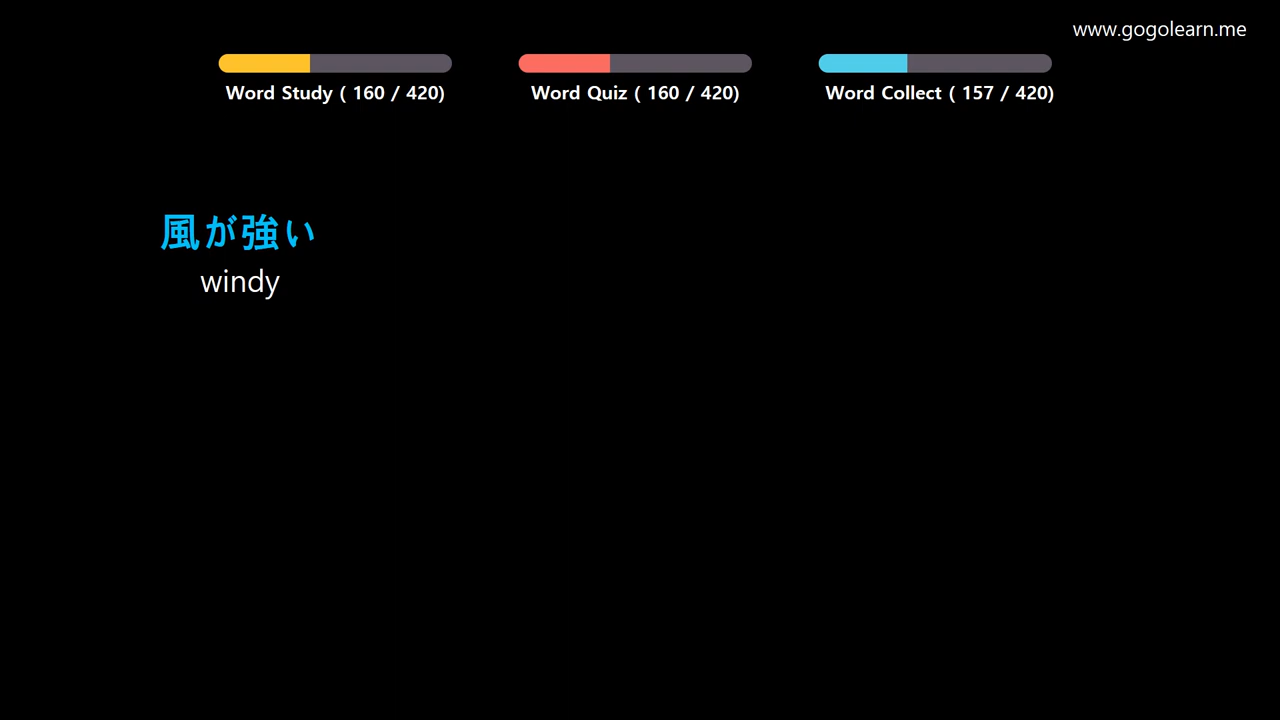 www.gogolearn.me
Word Study ( 160 / 420)
Word Quiz ( 160 / 420)
Word Collect ( 157 / 420)
風が強い
windy